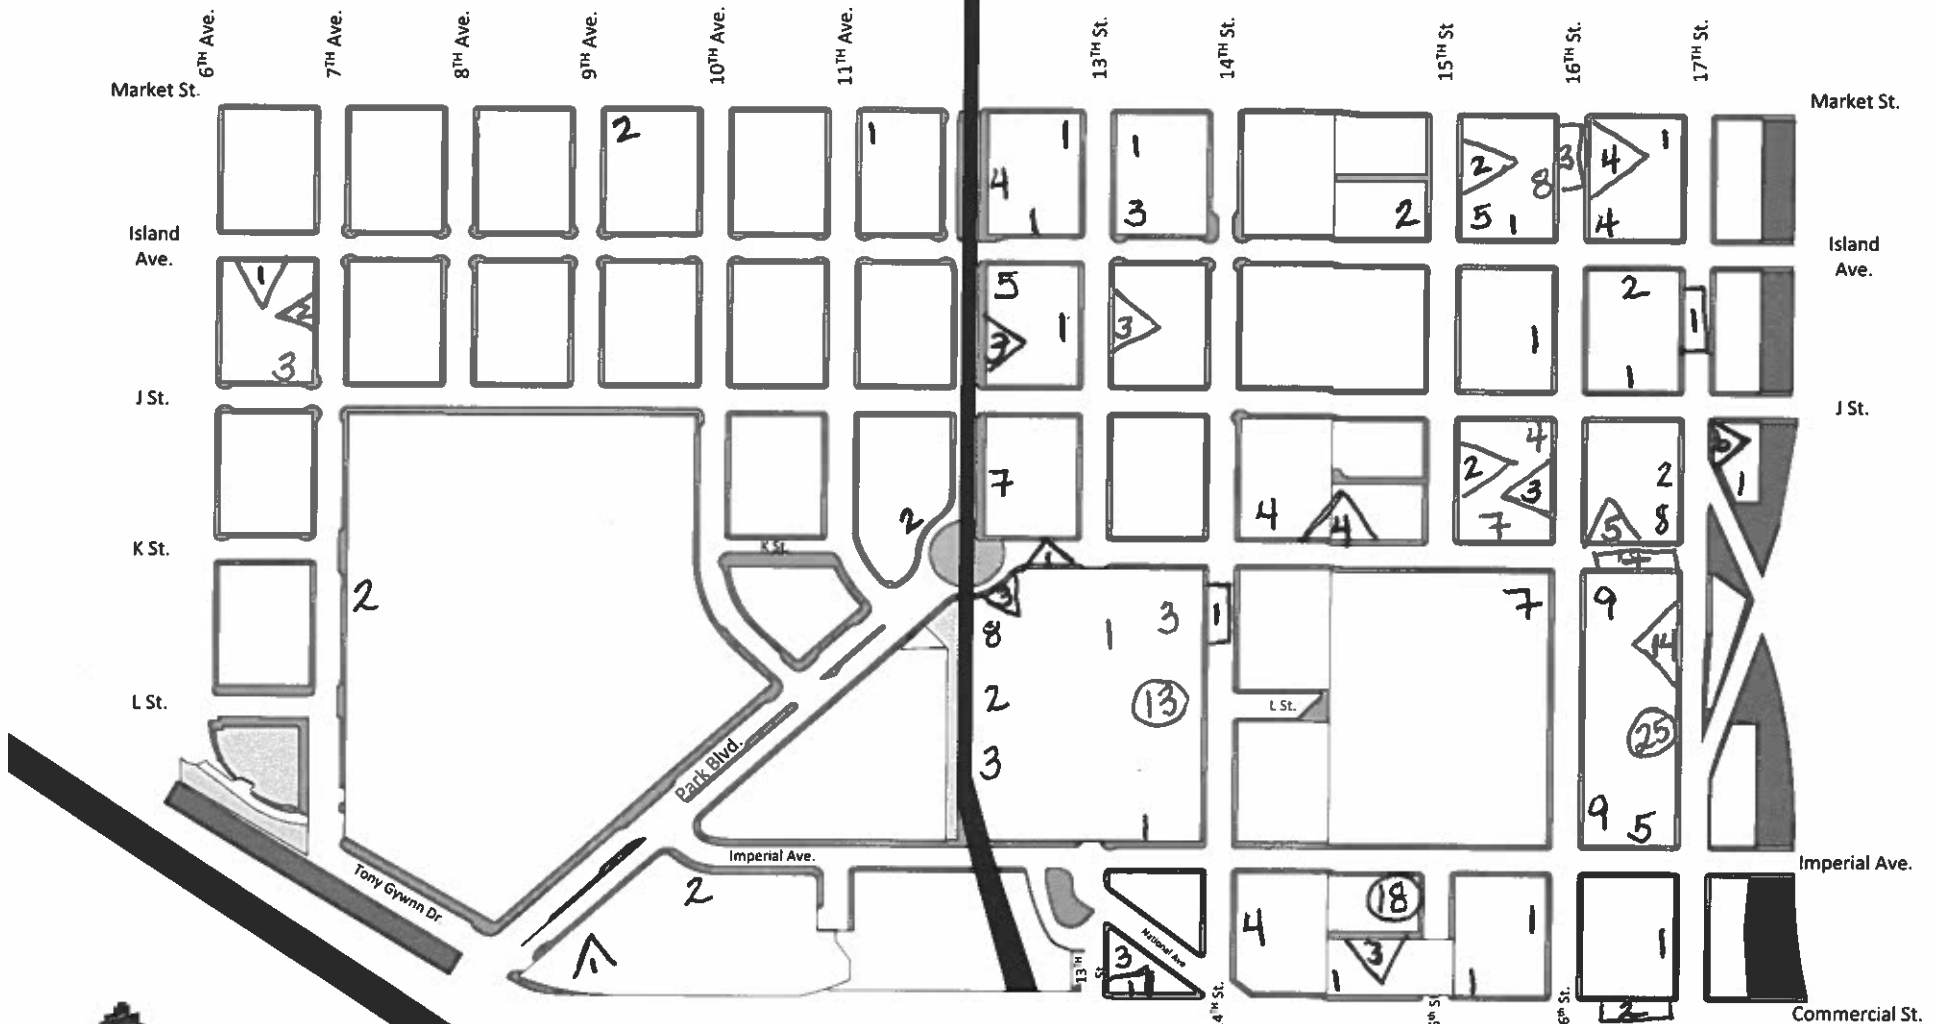 6TH Ave. 7TH Ave. 8TH Ave. 9TH Ave. 10TH Ave. 11TH Ave. 13TH St. 14TH St. 15TH St 16TH St. 17TH St.
Market St. Market St.
2 1 1 1 2 3 4 1
4 8
3 2 5 1 4
1
Island Ave. Island Ave.
1 5 2
2 3 1 3 1 1
3 1
J St. J St.
4
7 2 3 2 1
2 4 4 7 5 8
K St. K St.
1
2 3 7 9
8 1 3 1 14
L St. 2 13 L St. 25
Park Blvd. 3
1 9 5
Imperial Ave. Imperial Ave.
Tony Gywnn Dr 2 18
4 1 1
National Ave
1 3 3
13TH St 1 1 1
14TH St. 2
Commercial St.